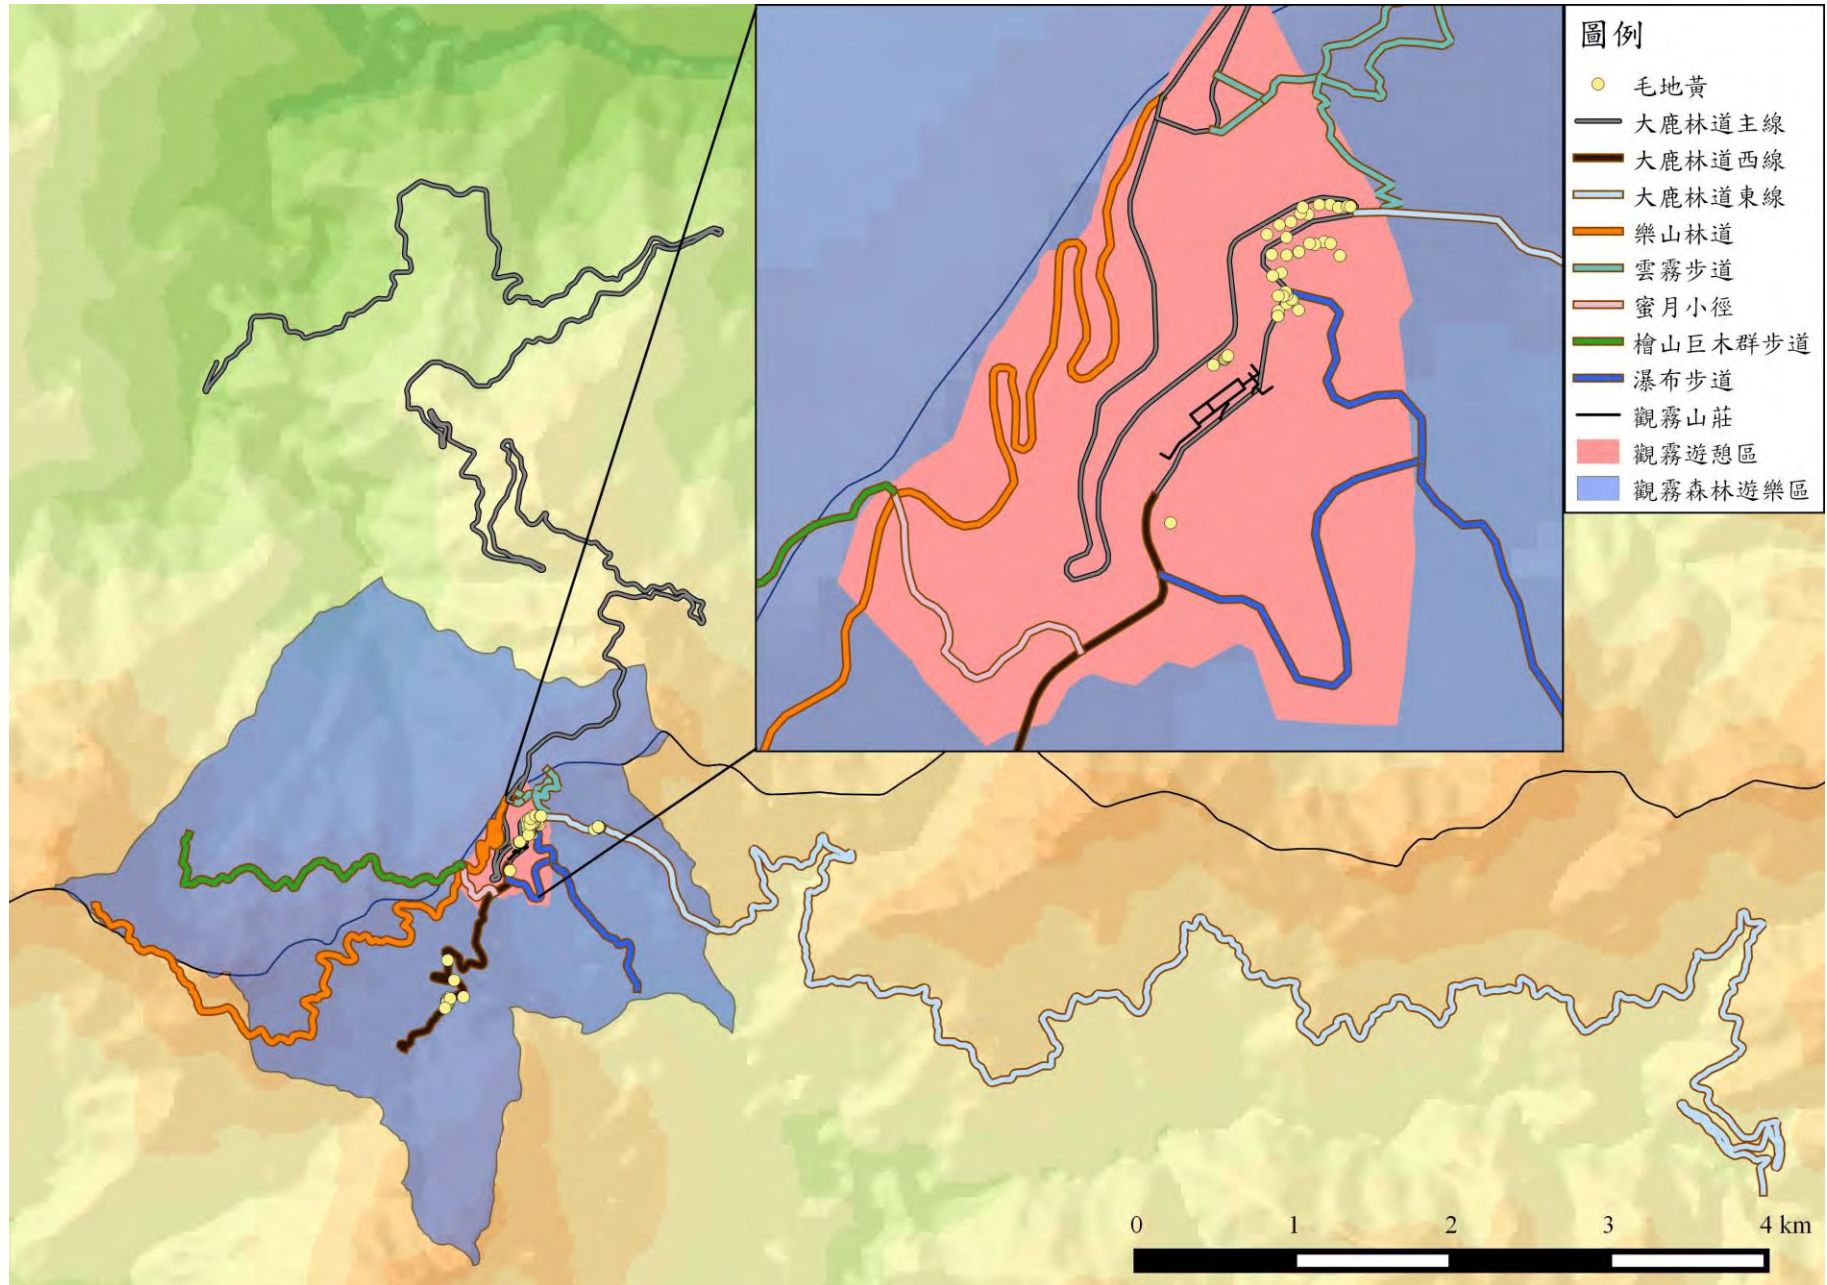 圖例
毛地黃
大鹿林道主線
大鹿林道西線
大鹿林道東線
樂山林道
雲霧步道
蜜月小徑
檜山巨木群步道
瀑布步道
觀霧山莊
觀霧遊憩區
觀霧森林遊樂區
0 1 2 3 4 km